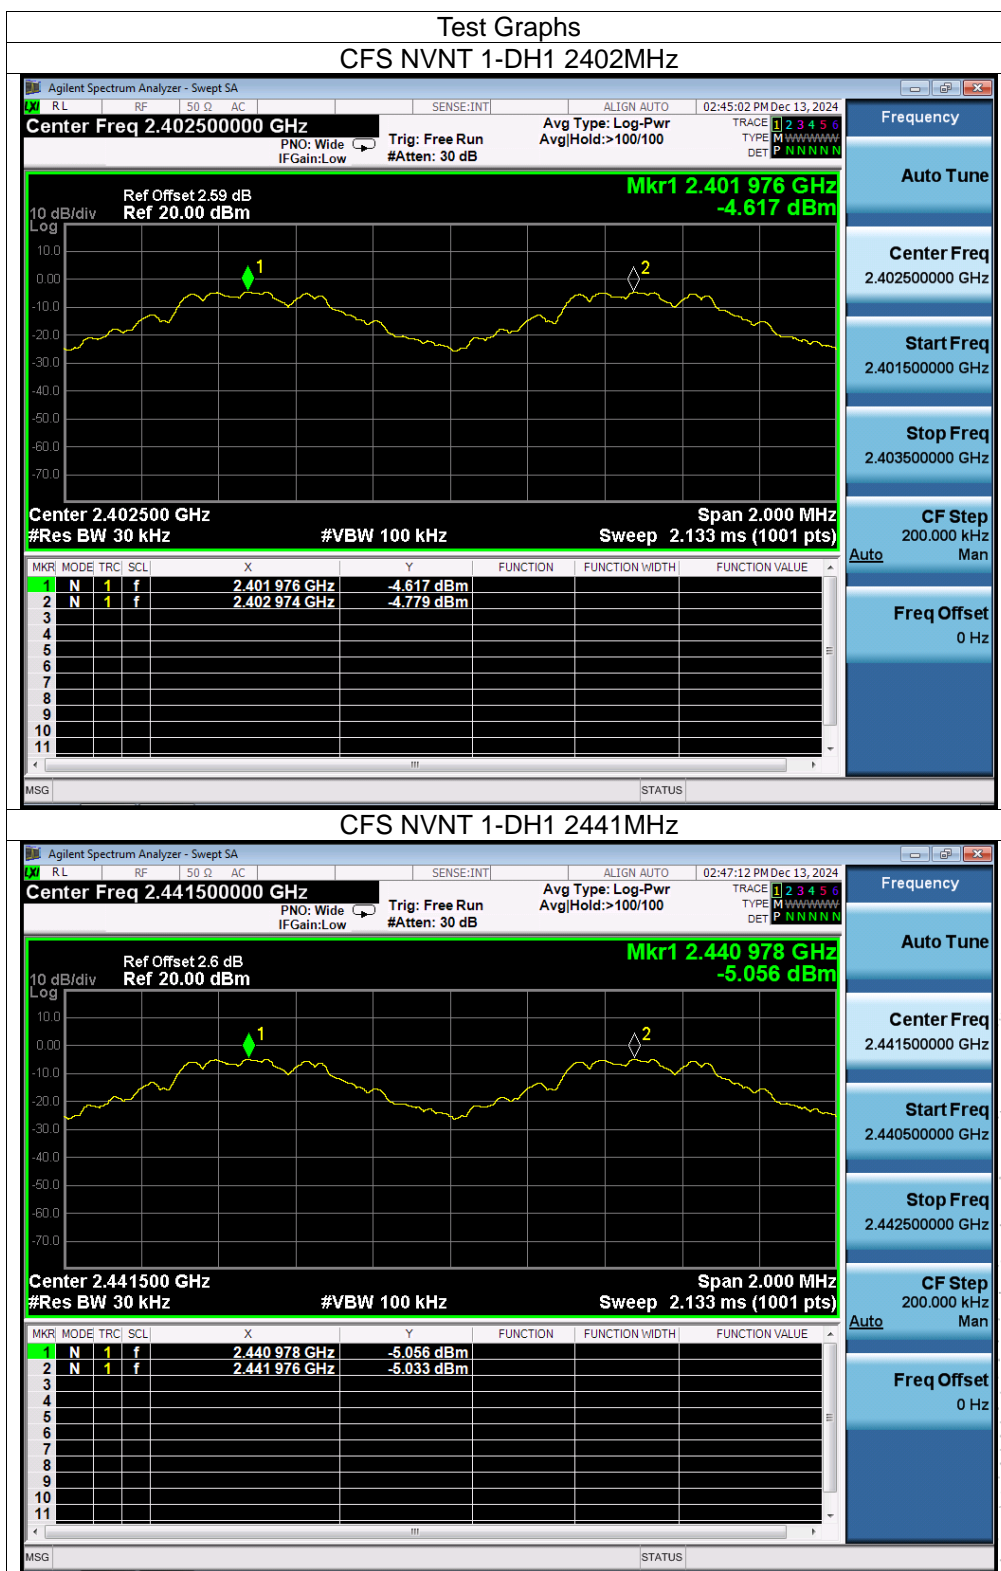 Test Graphs
CFS NVNT 1-DH1 2402MHz
Agilent Spectrum Analyzer - Swept SA
LXI RL RF 50 Ω AC SENSE:INT ALIGN AUTO 02:45:02 PM Dec 13, 2024
Center Freq 2.402500000 GHz
PNO: Wide
IFGain:Low
Trig: Free Run
#Atten: 30 dB
Avg Type: Log-Pwr
Avg|Hold:>100/100
TRACE 1 2 3 4 5 6
TYPE M WWWWW
DET P N N N N N
Frequency
Mkr1 2.401 976 GHz
-4.617 dBm
Ref Offset 2.59 dB
10 dB/div Ref 20.00 dBm
Log
10.0
0.00
-10.0
-20.0
-30.0
-40.0
-50.0
-60.0
-70.0
1
2
Center 2.402500 GHz Span 2.000 MHz
#Res BW 30 kHz #VBW 100 kHz Sweep 2.133 ms (1001 pts)
MKR MODE TRC SCL X Y FUNCTION FUNCTION WIDTH FUNCTION VALUE
1 N 1 f 2.401 976 GHz -4.617 dBm
2 N 1 f 2.402 974 GHz -4.779 dBm
3
4
5
6
7
8
9
10
11
MSG STATUS
Auto Tune
Center Freq
2.402500000 GHz
Start Freq
2.401500000 GHz
Stop Freq
2.403500000 GHz
CF Step
200.000 kHz
Auto Man
Freq Offset
0 Hz
CFS NVNT 1-DH1 2441MHz
Agilent Spectrum Analyzer - Swept SA
LXI RL RF 50 Ω AC SENSE:INT ALIGN AUTO 02:47:12 PM Dec 13, 2024
Center Freq 2.441500000 GHz
PNO: Wide
IFGain:Low
Trig: Free Run
#Atten: 30 dB
Avg Type: Log-Pwr
Avg|Hold:>100/100
TRACE 1 2 3 4 5 6
TYPE M WWWWW
DET P N N N N N
Frequency
Mkr1 2.440 978 GHz
-5.056 dBm
Ref Offset 2.6 dB
10 dB/div Ref 20.00 dBm
Log
10.0
0.00
-10.0
-20.0
-30.0
-40.0
-50.0
-60.0
-70.0
1
2
Center 2.441500 GHz Span 2.000 MHz
#Res BW 30 kHz #VBW 100 kHz Sweep 2.133 ms (1001 pts)
MKR MODE TRC SCL X Y FUNCTION FUNCTION WIDTH FUNCTION VALUE
1 N 1 f 2.440 978 GHz -5.056 dBm
2 N 1 f 2.441 976 GHz -5.033 dBm
3
4
5
6
7
8
9
10
11
MSG STATUS
Auto Tune
Center Freq
2.441500000 GHz
Start Freq
2.440500000 GHz
Stop Freq
2.442500000 GHz
CF Step
200.000 kHz
Auto Man
Freq Offset
0 Hz